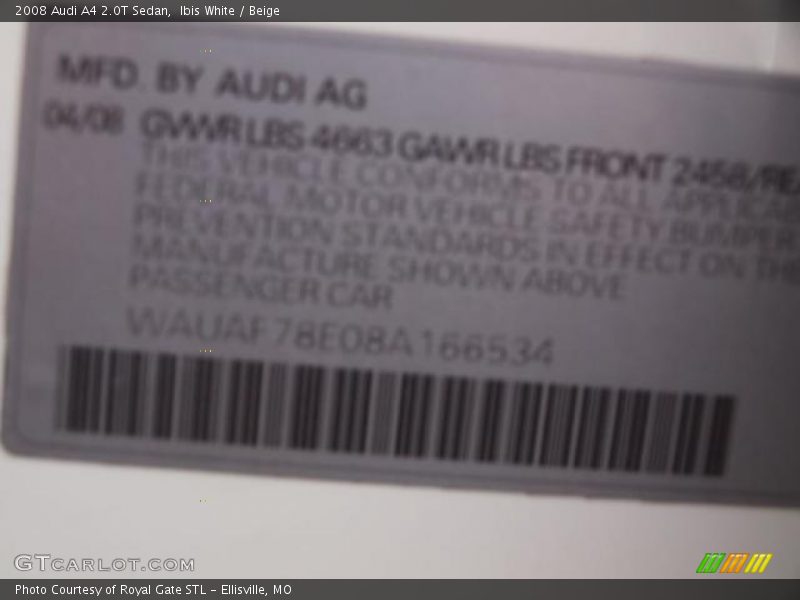 2008 Audi A4 2.0T Sedan, Ibis White / Beige
MFD. BY AUDI AG
04/08 GVWR LBS 4663 GAWR LBS FRONT 2458/REA
THIS VEHICLE CONFORMS TO ALL APPLICAB
FEDERAL MOTOR VEHICLE SAFETY BUMPER
PREVENTION STANDARDS IN EFFECT ON THE
MANUFACTURE SHOWN ABOVE
PASSENGER CAR
WAUAF78E08A166534
GTCARLOT.COM
Photo Courtesy of Royal Gate STL - Ellisville, MO